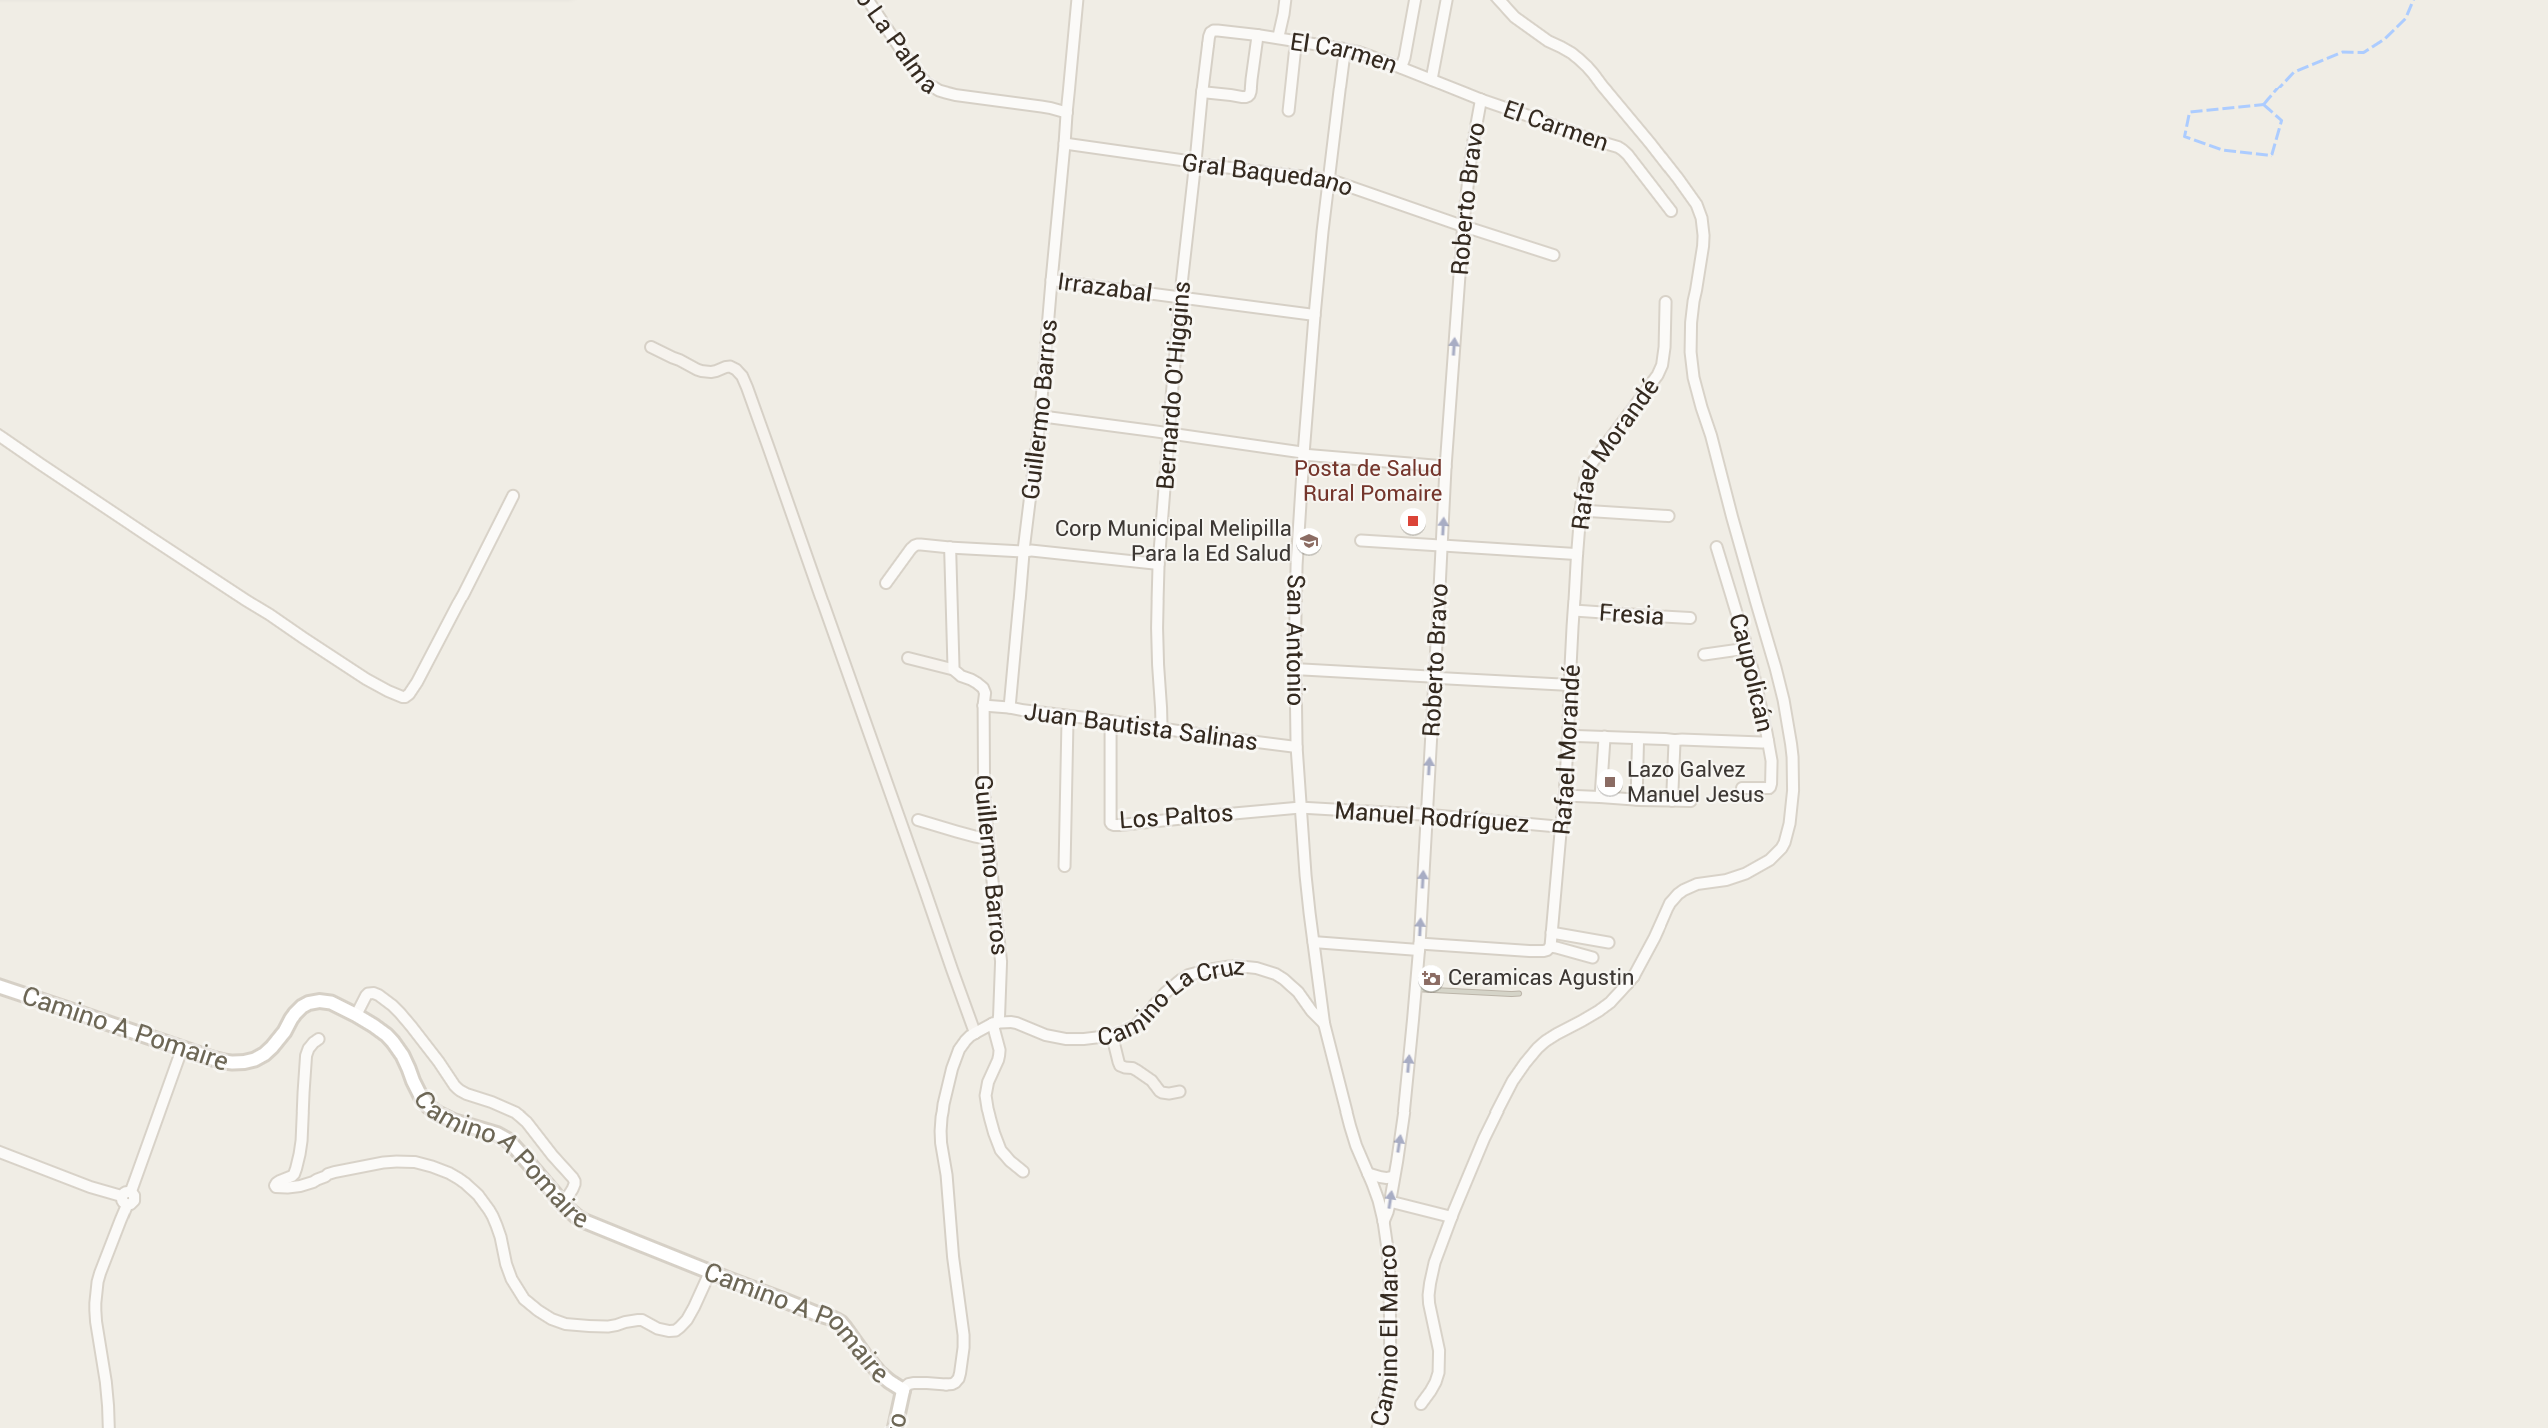 La Palma
El Carmen
El Carmen
Roberto Bravo
Gral Baquedano
Irrazabal
Bernardo O'Higgins
Guillermo Barros
Rafael Morandé
Posta de Salud
Rural Pomaire
Corp Municipal Melipilla
Para la Ed Salud
San Antonio
Roberto Bravo
Fresia
Caupolicán
Rafael Morandé
Juan Bautista Salinas
Lazo Galvez
Manuel Jesus
Guillermo Barros
Los Paltos
Manuel Rodríguez
Camino La Cruz
Ceramicas Agustin
Camino A Pomaire
Camino A Pomaire
Camino A Pomaire
Camino El Marco